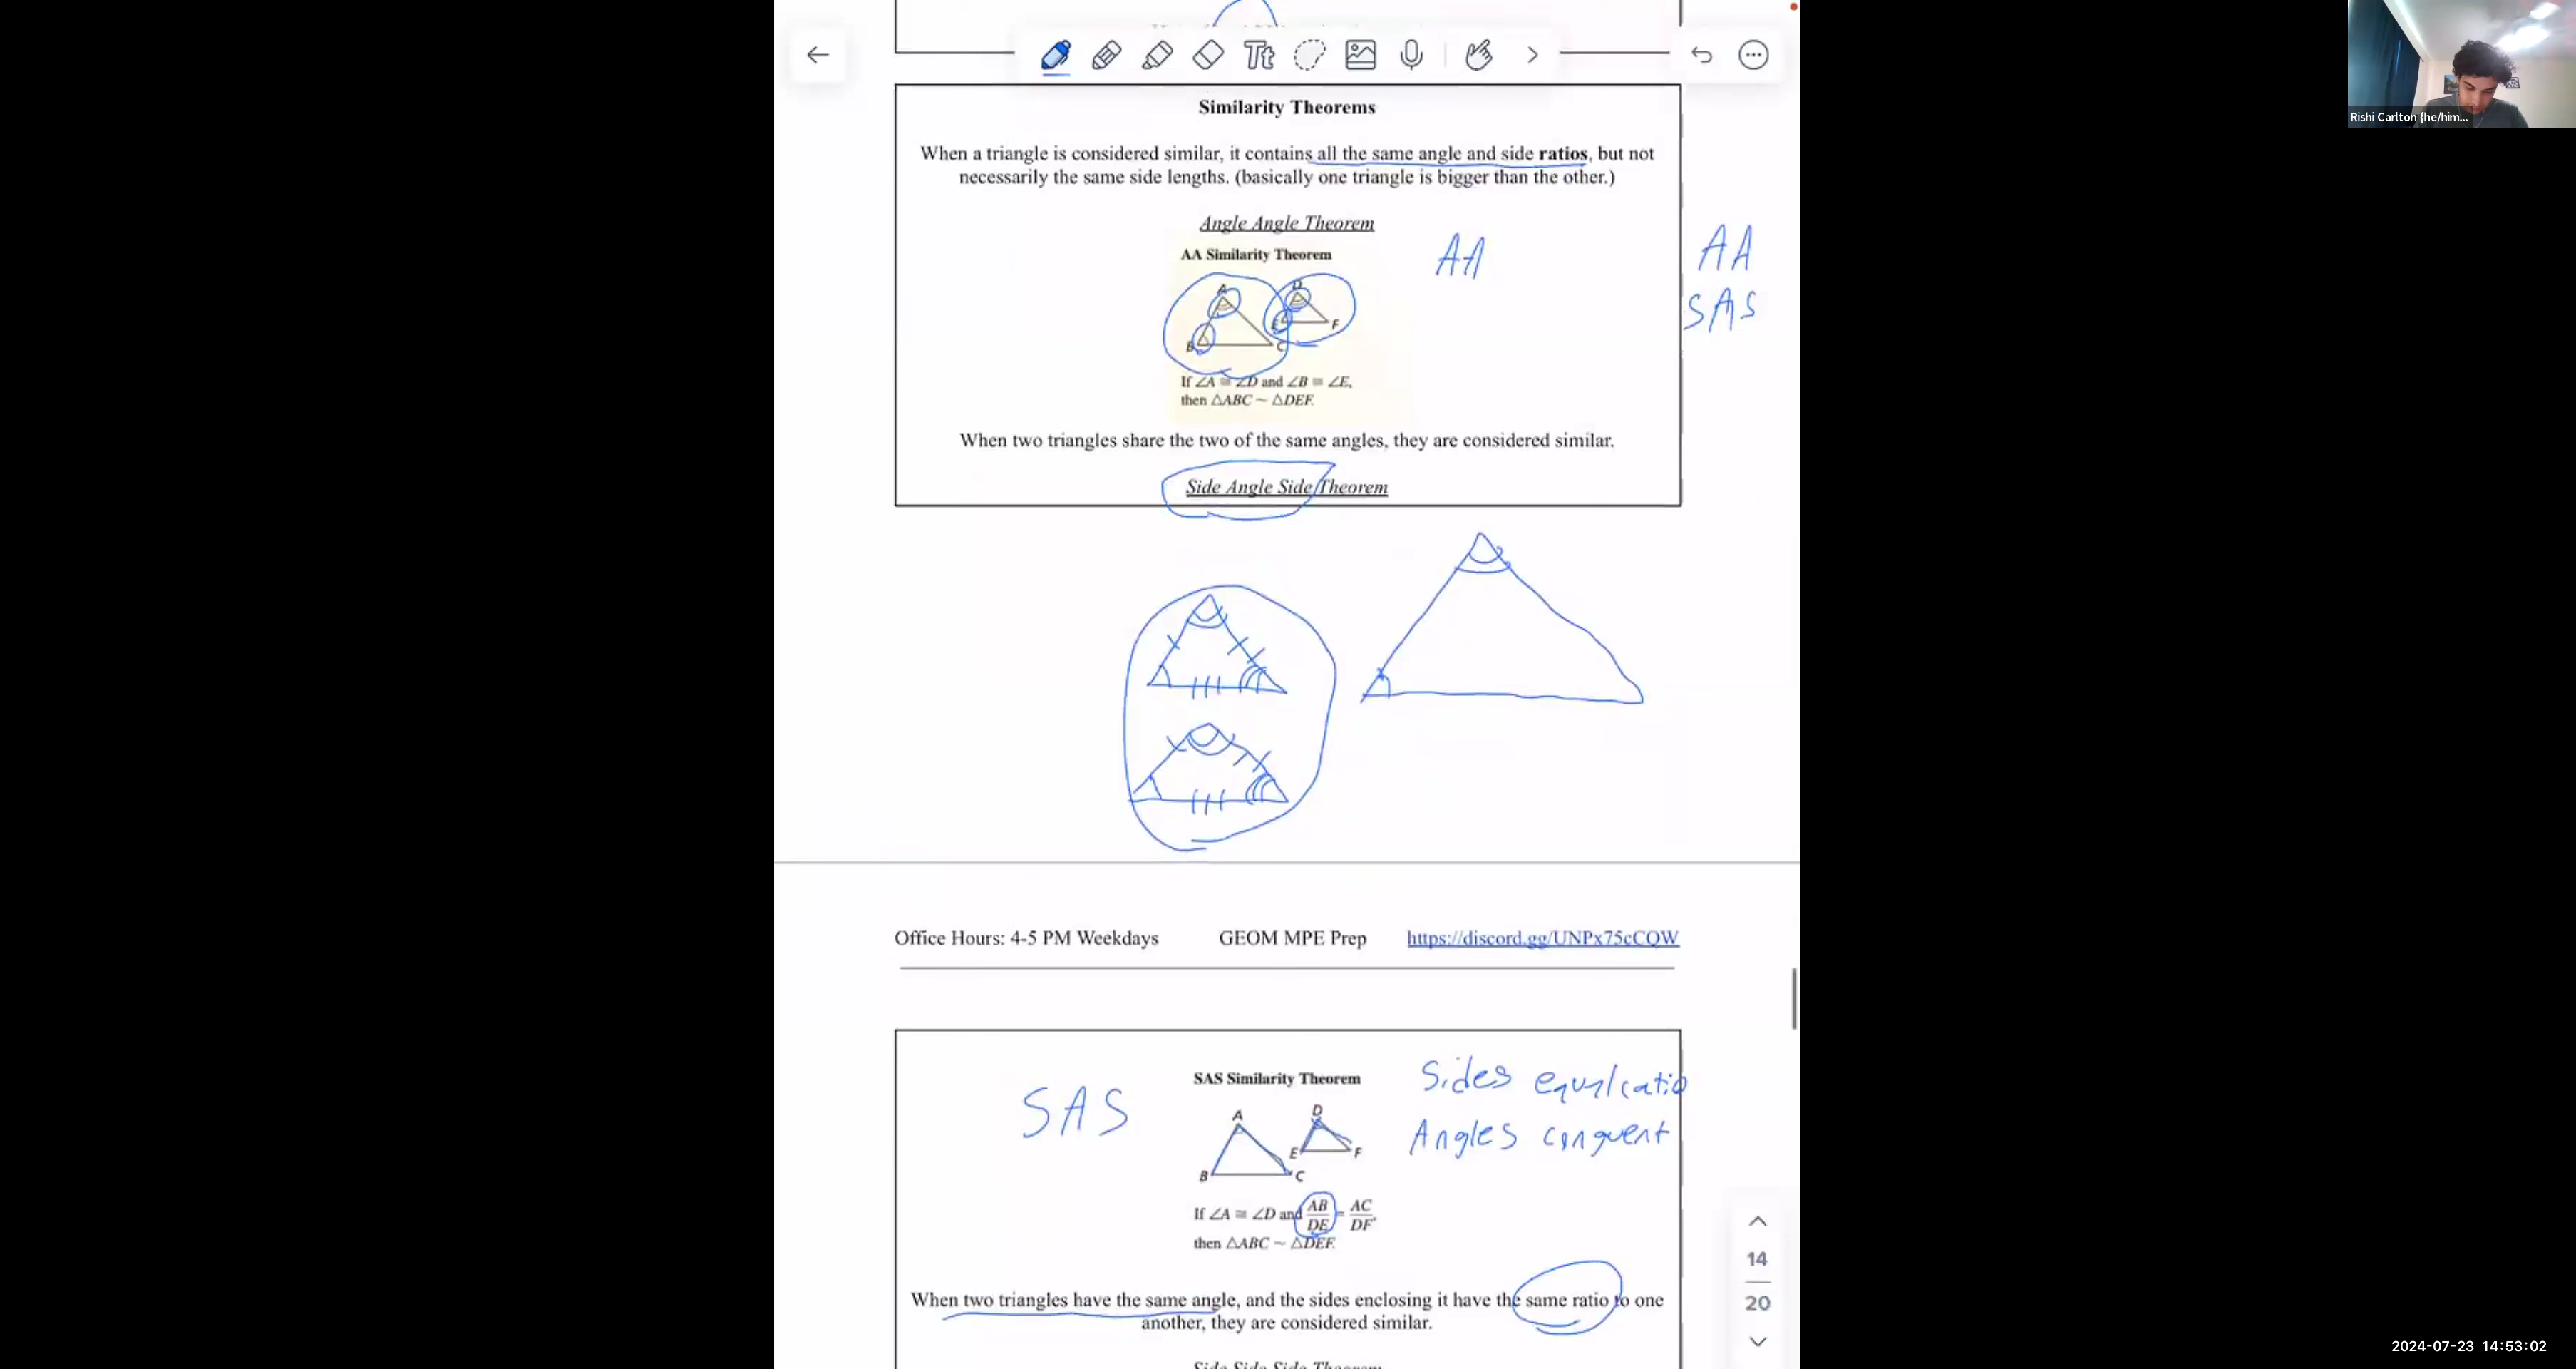 Tt
Rishi Carlton (he/him...
Similarity Theorems
When a triangle is considered similar, it contains all the same angle and side ratios, but not
necessarily the same side lengths. (basically one triangle is bigger than the other.)
Angle Angle Theorem
AA Similarity Theorem
AA
AA
SAS
A
D
B
C
E
F
If ∠A ≅ ∠D and ∠B ≅ ∠E,
then △ABC ~ △DEF.
When two triangles share the two of the same angles, they are considered similar.
Side Angle Side Theorem
Office Hours: 4-5 PM Weekdays GEOM MPE Prep https://discord.gg/UNPx75cCQW
SAS Similarity Theorem
SAS
Sides equal ratio
Angles conguent
A
D
E
F
B
C
If ∠A ≅ ∠D and AB/DE = AC/DF,
then △ABC ~ △DEF.
When two triangles have the same angle, and the sides enclosing it have the same ratio to one
another, they are considered similar.
Side Side Side Theorem
14
20
2024-07-23 14:53:02